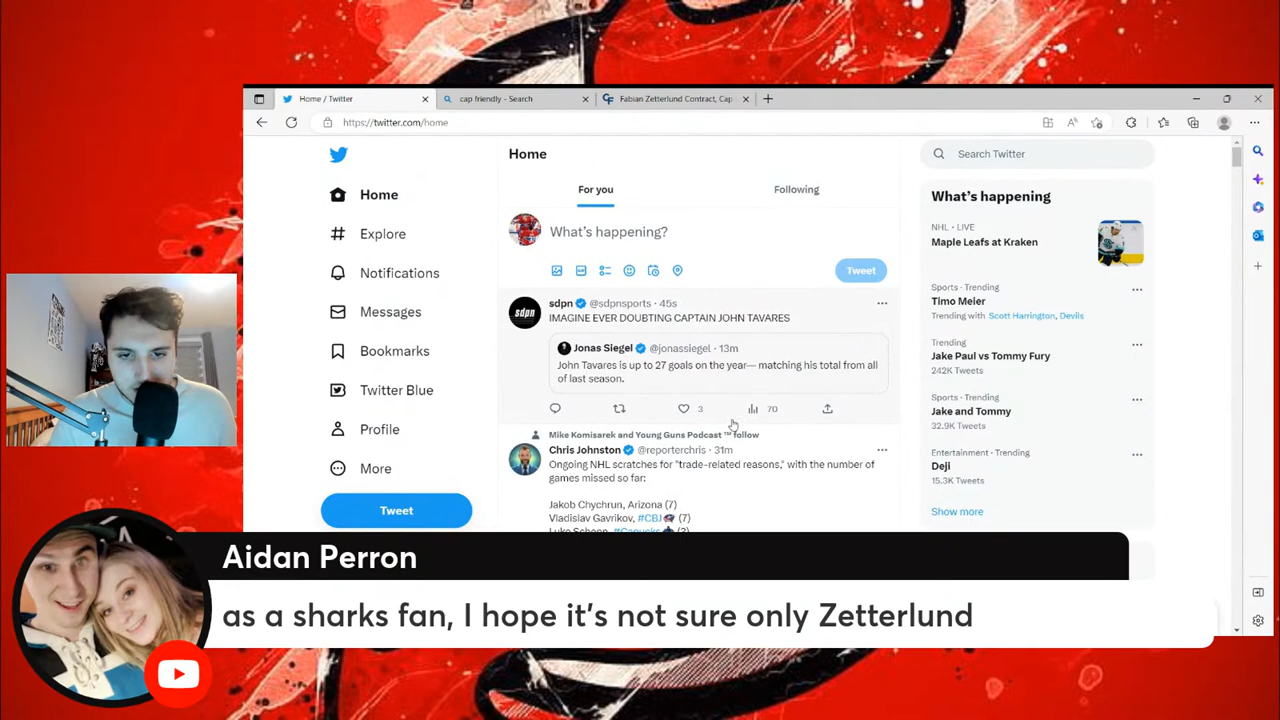 Home / Twitter
cap friendly - Search
Fabian Zetterlund Contract, Cap
https://twitter.com/home
Home
Explore
Notifications
Messages
Bookmarks
Twitter Blue
Profile
More
Tweet
Home
For you
Following
What's happening?
Tweet
sdpn @sdpnsports · 45s
IMAGINE EVER DOUBTING CAPTAIN JOHN TAVARES
Jonas Siegel @jonassiegel · 13m
John Tavares is up to 27 goals on the year— matching his total from all
of last season.
3
70
Mike Komisarek and Young Guns Podcast ™ follow
Chris Johnston @reporterchris · 31m
Ongoing NHL scratches for "trade-related reasons," with the number of
games missed so far:
Jakob Chychrun, Arizona (7)
Vladislav Gavrikov, #CBJ (7)
Search Twitter
What's happening
NHL · LIVE
Maple Leafs at Kraken
Sports · Trending
Timo Meier
Trending with Scott Harrington, Devils
Trending
Jake Paul vs Tommy Fury
242K Tweets
Sports · Trending
Jake and Tommy
32.9K Tweets
Entertainment · Trending
Deji
15.3K Tweets
Show more
Aidan Perron
as a sharks fan, I hope it's not sure only Zetterlund